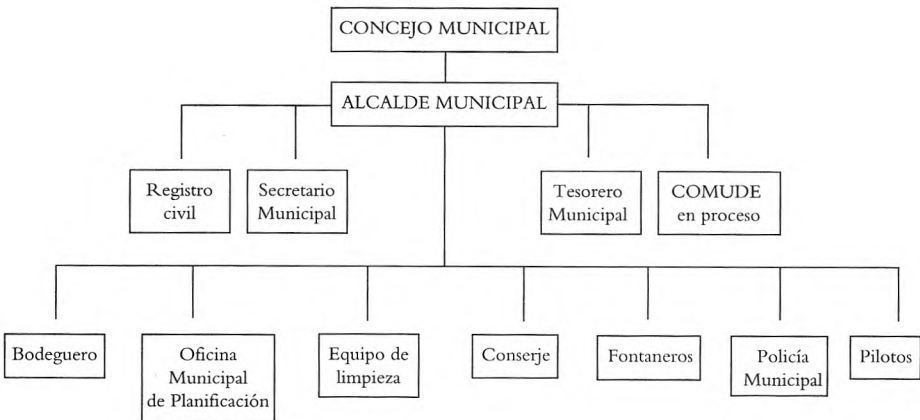 CONCEJO MUNICIPAL
ALCALDE MUNICIPAL
Registro
civil
Secretario
Municipal
Tesorero
Municipal
COMUDE
en proceso
Bodeguero
Oficina
Municipal
de Planificación
Equipo de
limpieza
Conserje
Fontaneros
Policía
Municipal
Pilotos